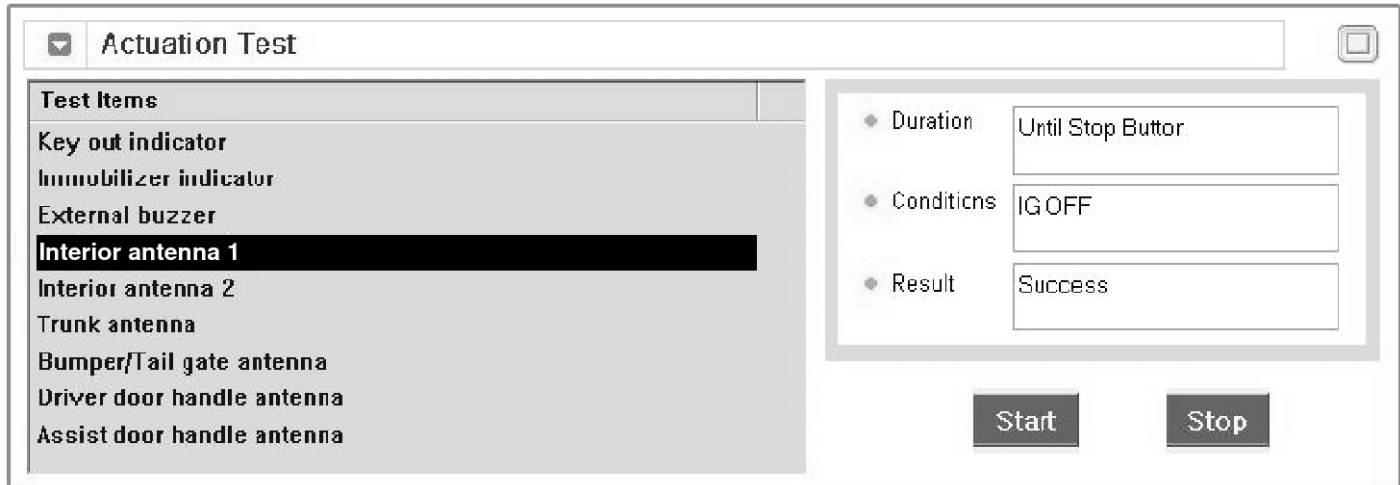 Actuation Test
Test Items
Key out indicator
Immobilizer indicator
External buzzer
Interior antenna 1
Interior antenna 2
Trunk antenna
Bumper/Tail gate antenna
Driver door handle antenna
Assist door handle antenna
Duration
Until Stop Buttor
Conditions
IG OFF
Result
Success
Start
Stop